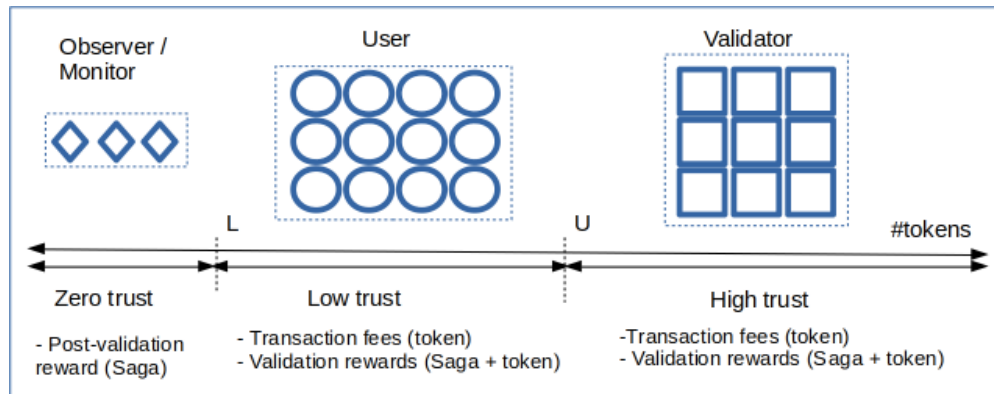 Observer /
Monitor
User
Validator
L
U
#tokens
Zero trust
Low trust
High trust
- Post-validation
reward (Saga)
- Transaction fees (token)
- Validation rewards (Saga + token)
-Transaction fees (token)
- Validation rewards (Saga + token)